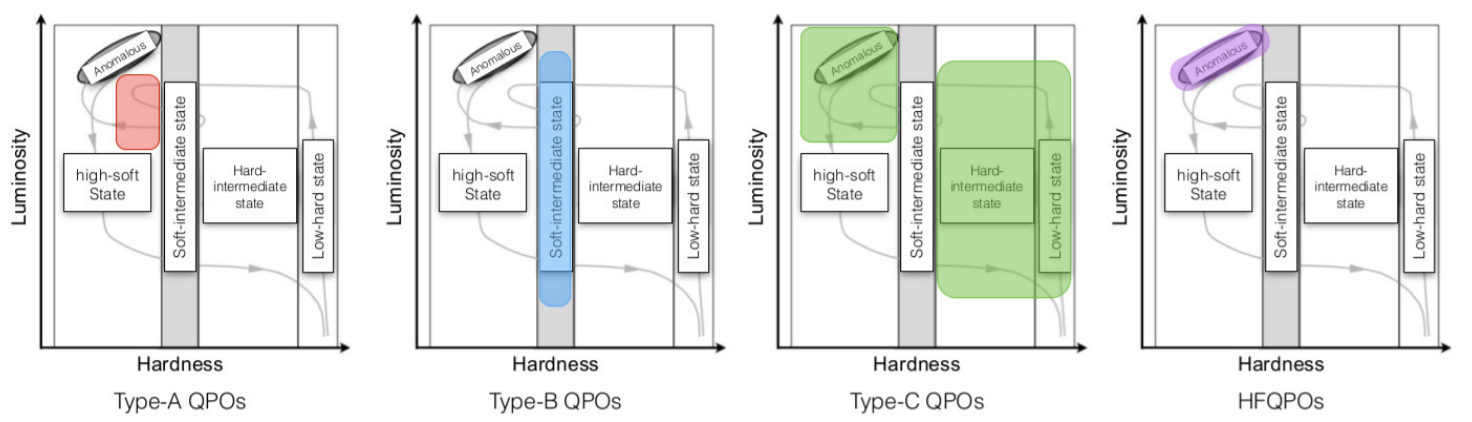 Luminosity
Anomalous
high-soft
State
Soft-intermediate state
Hard-
intermediate
state
Low-hard state
Hardness
Type-A QPOs
Luminosity
Anomalous
high-soft
State
Soft-intermediate state
Hard-
intermediate
state
Low-hard state
Hardness
Type-B QPOs
Luminosity
Anomalous
high-soft
State
Soft-intermediate state
Hard-
intermediate
state
Low-hard state
Hardness
Type-C QPOs
Luminosity
Anomalous
high-soft
State
Soft-intermediate state
Hard-
intermediate
state
Low-hard state
Hardness
HFQPOs